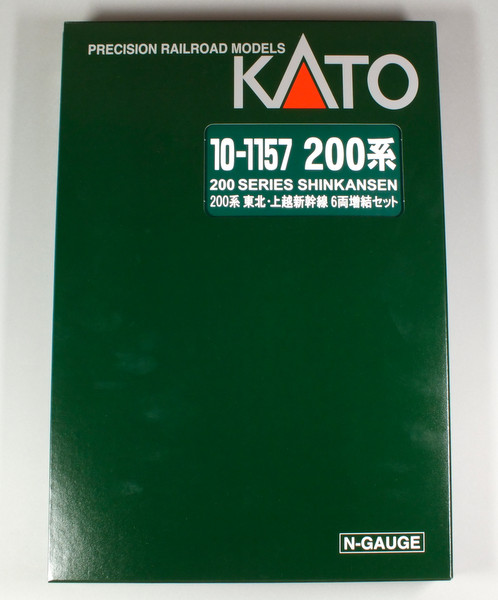 PRECISION RAILROAD MODELS
KATO
10-1157 200系
200 SERIES SHINKANSEN
200系 東北・上越新幹線 6両増結セット
N-GAUGE